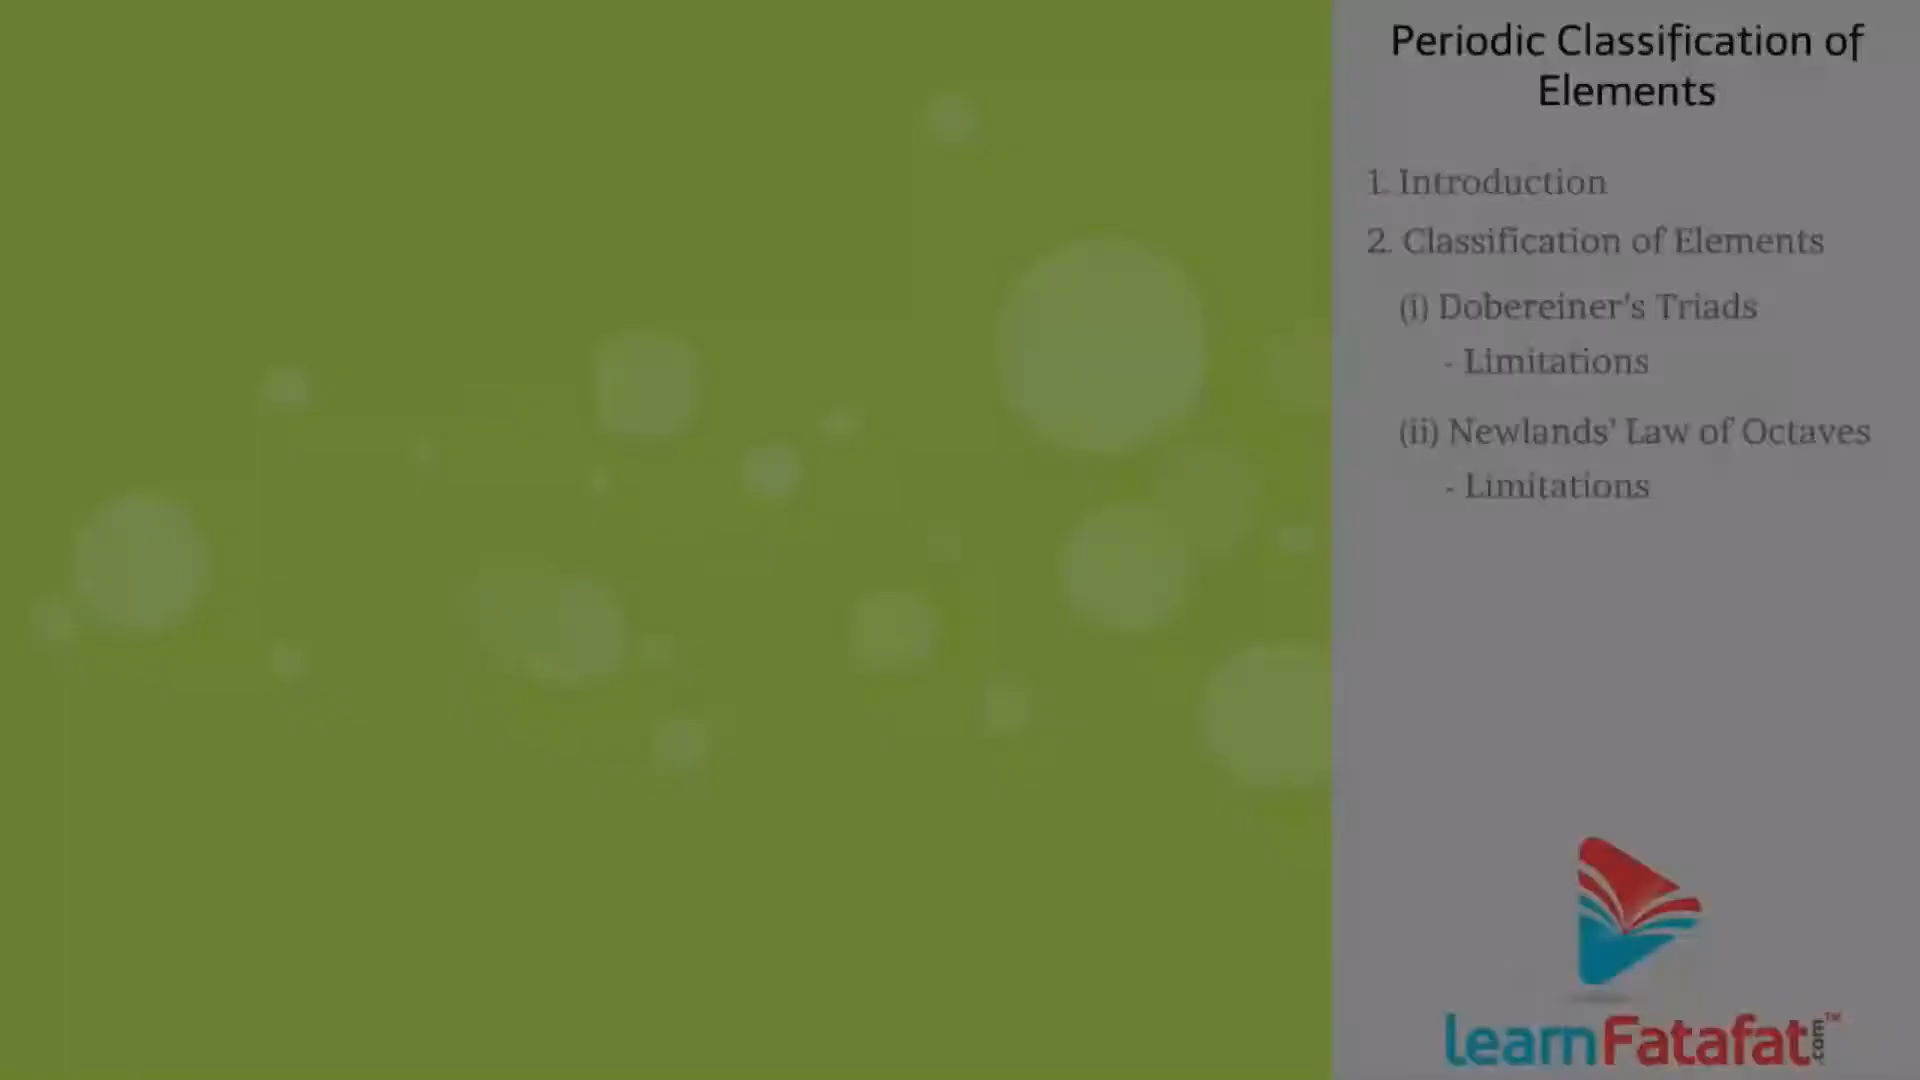 Periodic Classification of
Elements
1. Introduction
2. Classification of Elements
(i) Dobereiner's Triads
- Limitations
(ii) Newlands' Law of Octaves
- Limitations
learnFatafat.com™